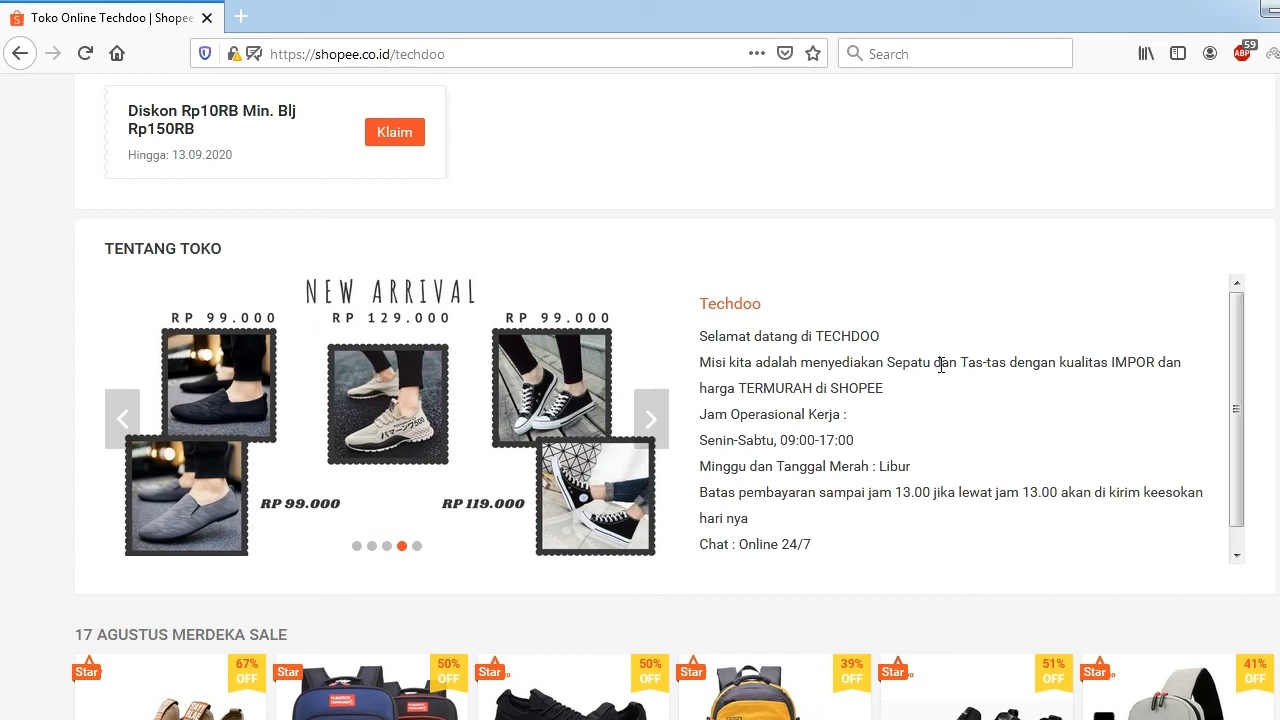 Toko Online Techdoo | Shopee
https://shopee.co.id/techdoo
Search
ABP
59
Diskon Rp10RB Min. Blj
Rp150RB
Hingga: 13.09.2020
Klaim
TENTANG TOKO
NEW ARRIVAL
RP 99.000
RP 129.000
RP 99.000
RP 99.000
RP 119.000
Techdoo
Selamat datang di TECHDOO
Misi kita adalah menyediakan Sepatu dan Tas-tas dengan kualitas IMPOR dan
harga TERMURAH di SHOPEE
Jam Operasional Kerja :
Senin-Sabtu, 09:00-17:00
Minggu dan Tanggal Merah : Libur
Batas pembayaran sampai jam 13.00 jika lewat jam 13.00 akan di kirim keesokan
hari nya
Chat : Online 24/7
17 AGUSTUS MERDEKA SALE
Star
67%
OFF
Star
50%
OFF
Star
50%
OFF
Star
39%
OFF
Star
51%
OFF
Star
41%
OFF